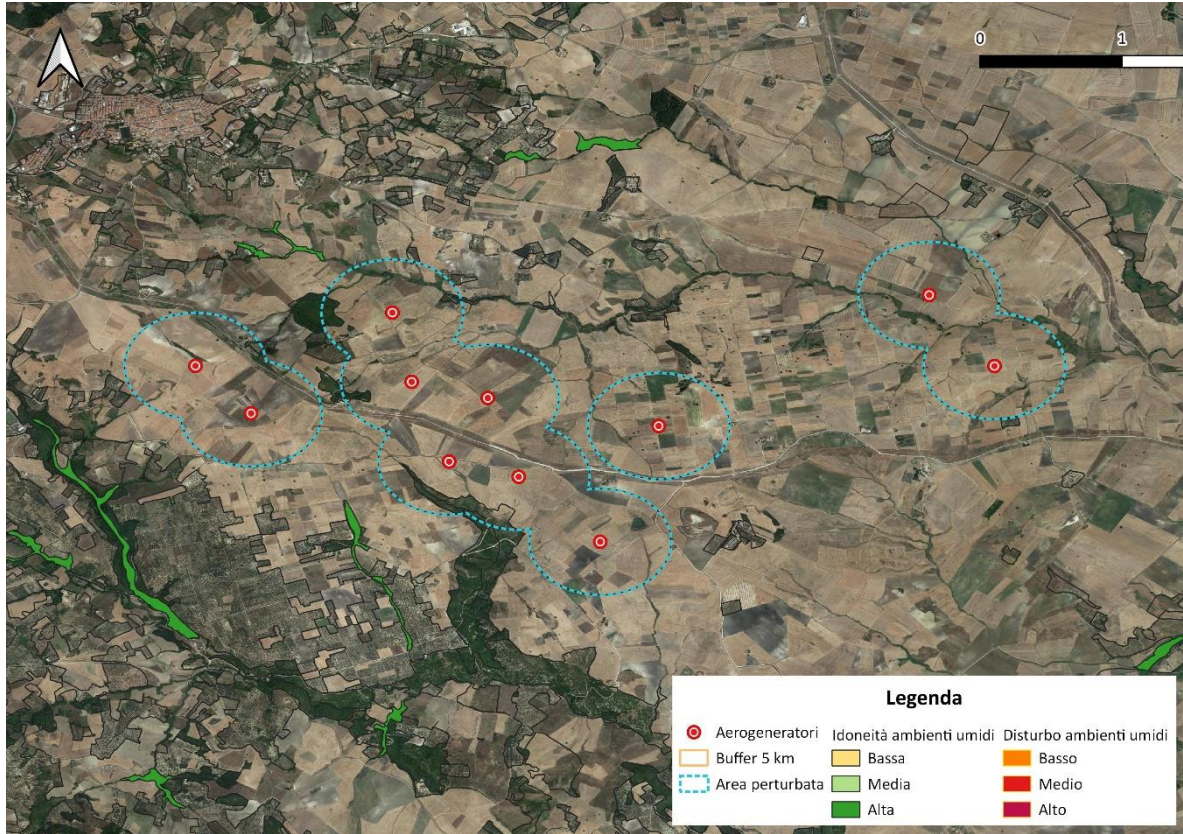 0 1
Legenda
Aerogeneratori
Buffer 5 km
Area perturbata
Idoneità ambienti umidi
Bassa
Media
Alta
Disturbo ambienti umidi
Basso
Medio
Alto